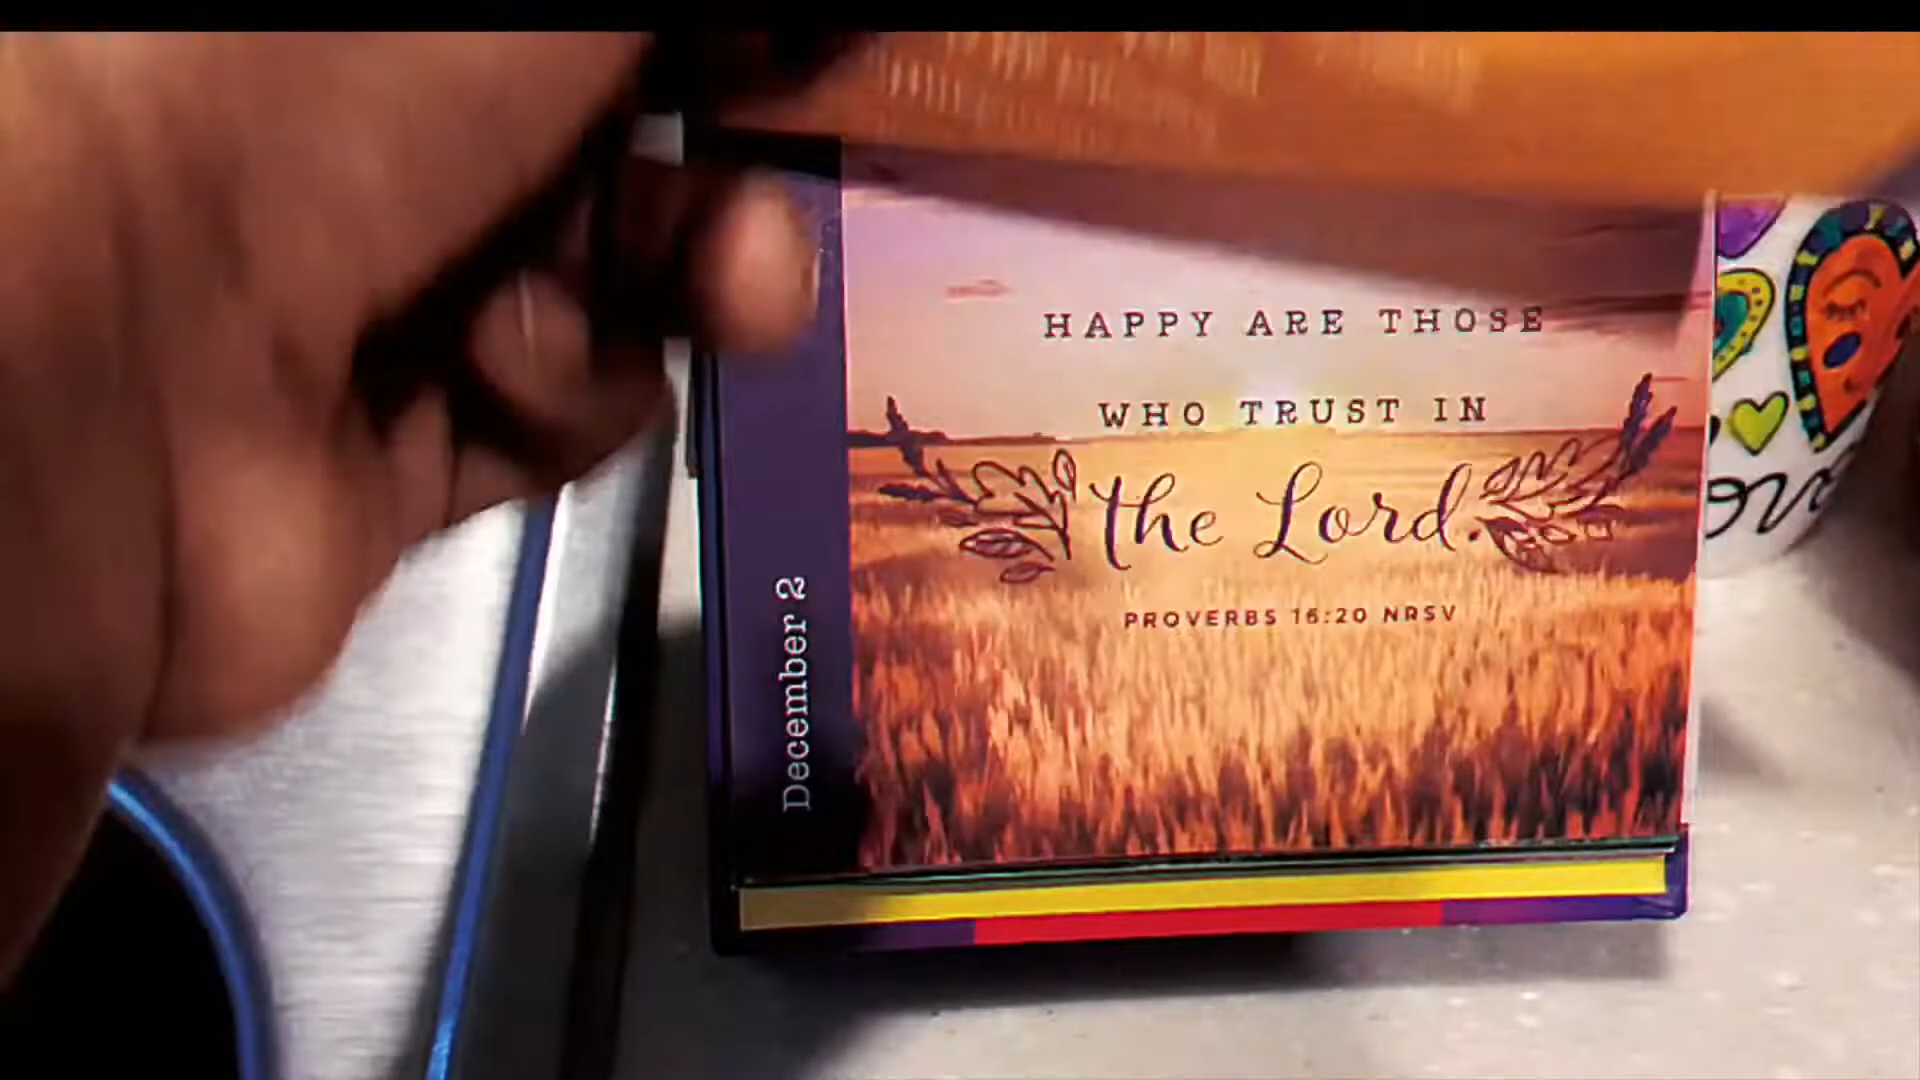 HAPPY ARE THOSE
WHO TRUST IN
the Lord.
PROVERBS 16:20 NRSV
December 2